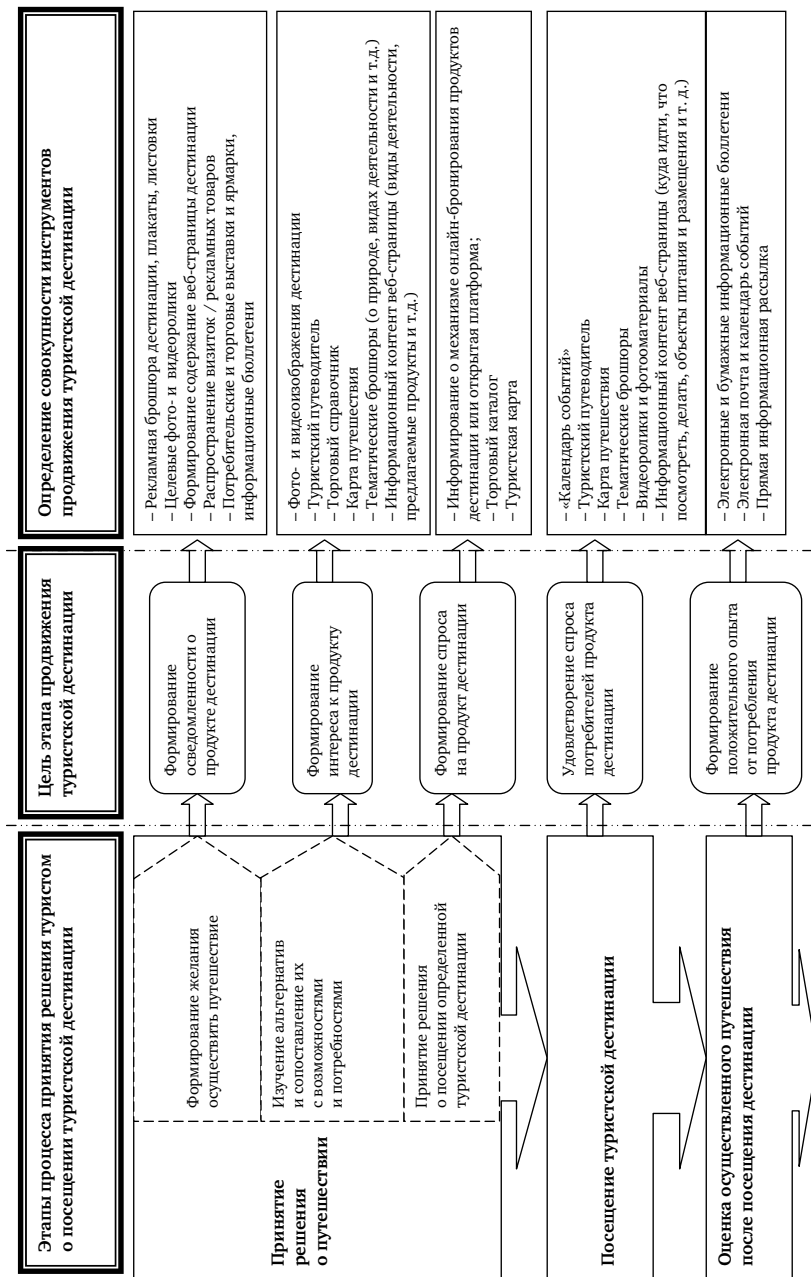 Этапы процесса принятия решения туристом
о посещении туристской дестинации
Цель этапа продвижения
туристской дестинации
Определение совокупности инструментов
продвижения туристской дестинации
Принятие
решения
о путешествии
Формирование желания
осуществить путешествие
Формирование
осведомленности о
продукте дестинации
– Рекламная брошюра дестинации, плакаты, листовки
– Целевые фото- и видеоролики
– Формирование содержание веб-страницы дестинации
– Распространение визиток / рекламных товаров
– Потребительские и торговые выставки и ярмарки,
информационные бюллетени
Изучение альтернатив
и сопоставление их
с возможностями
и потребностями
Формирование
интереса к продукту
дестинации
– Фото- и видеоизображения дестинации
– Туристский путеводитель
– Торговый справочник
– Карта путешествия
– Тематические брошюры (о природе, видах деятельности и т.д.)
– Информационный контент веб-страницы (виды деятельности,
предлагаемые продукты и т.д.)
Принятие решения
о посещении определенной
туристской дестинации
Формирование спроса
на продукт дестинации
– Информирование о механизме онлайн-бронирования продуктов
дестинации или открытая платформа;
– Торговый каталог
– Туристская карта
Посещение туристской дестинации
Удовлетворение спроса
потребителей продукта
дестинации
– «Календарь событий»
– Туристский путеводитель
– Карта путешествия
– Тематические брошюры
– Видеоролики и фотоматериалы
– Информационный контент веб-страницы (куда идти, что
посмотреть, делать, объекты питания и размещения и т. д.)
Оценка осуществленного путешествия
после посещения дестинации
Формирование
положительного опыта
от потребления
продукта дестинации
– Электронные и бумажные информационные бюллетени
– Электронная почта и календарь событий
– Прямая информационная рассылка